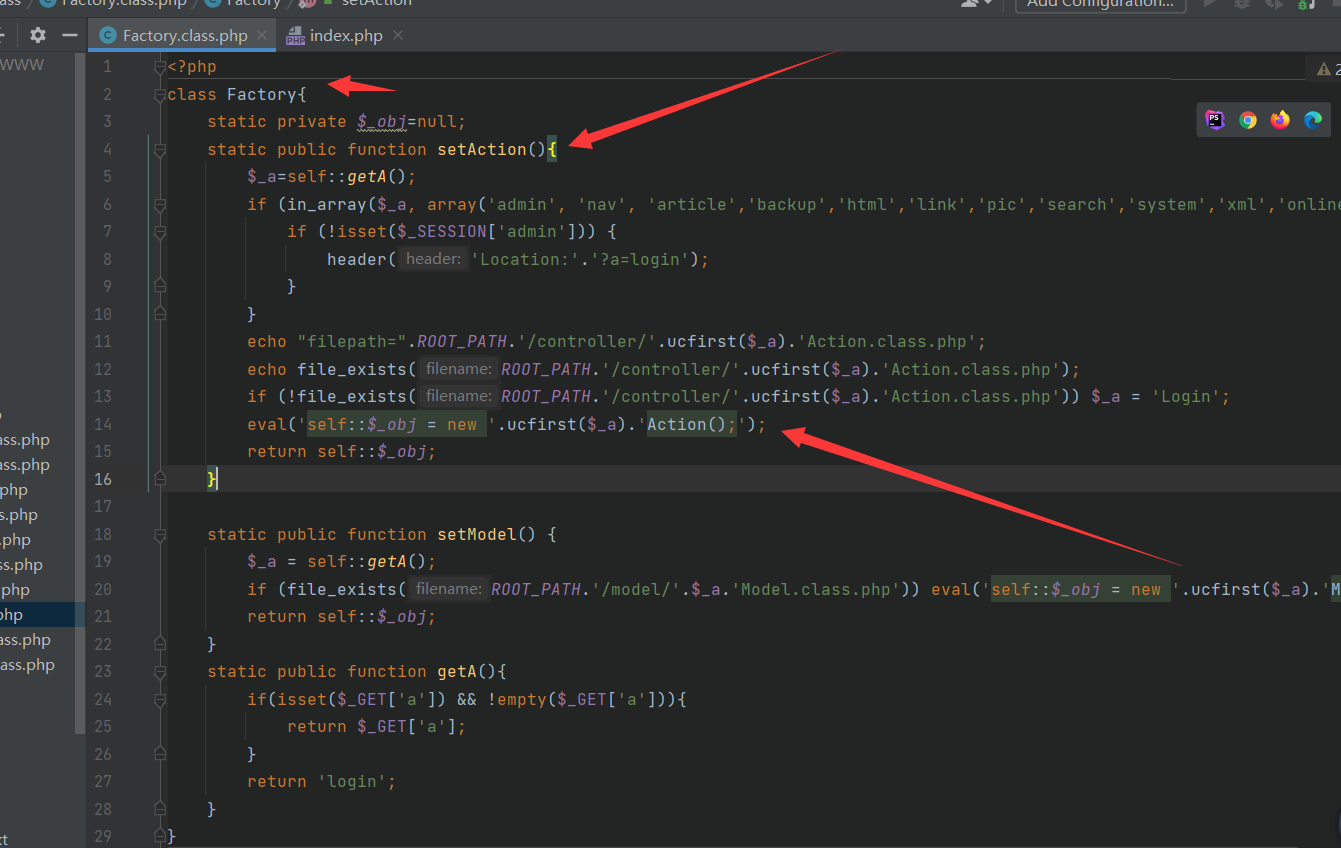 Factory.class.php Factory setAction Add Configuration...
Factory.class.php index.php
WWW
1 <?php
2 class Factory{
3 static private $_obj=null;
4 static public function setAction(){
5 $_a=self::getA();
6 if (in_array($_a, array('admin', 'nav', 'article','backup','html','link','pic','search','system','xml','online
7 if (!isset($_SESSION['admin'])) {
8 header( header: 'Location:'.'?a=login');
9 }
10 }
11 echo "filepath=".ROOT_PATH.'/controller/'.ucfirst($_a).'Action.class.php';
12 echo file_exists( filename: ROOT_PATH.'/controller/'.ucfirst($_a).'Action.class.php');
13 if (!file_exists( filename: ROOT_PATH.'/controller/'.ucfirst($_a).'Action.class.php')) $_a = 'Login';
14 eval('self::$_obj = new '.ucfirst($_a).'Action();');
15 return self::$_obj;
16 }
17
18 static public function setModel() {
19 $_a = self::getA();
20 if (file_exists( filename: ROOT_PATH.'/model/'.$_a.'Model.class.php')) eval('self::$_obj = new '.ucfirst($_a).'M
21 return self::$_obj;
22 }
23 static public function getA(){
24 if(isset($_GET['a']) && !empty($_GET['a'])){
25 return $_GET['a'];
26 }
27 return 'login';
28 }
29 }
ass.php
ass.php
php
s.php
.php
ss.php
.php
php
ass.php
lass.php